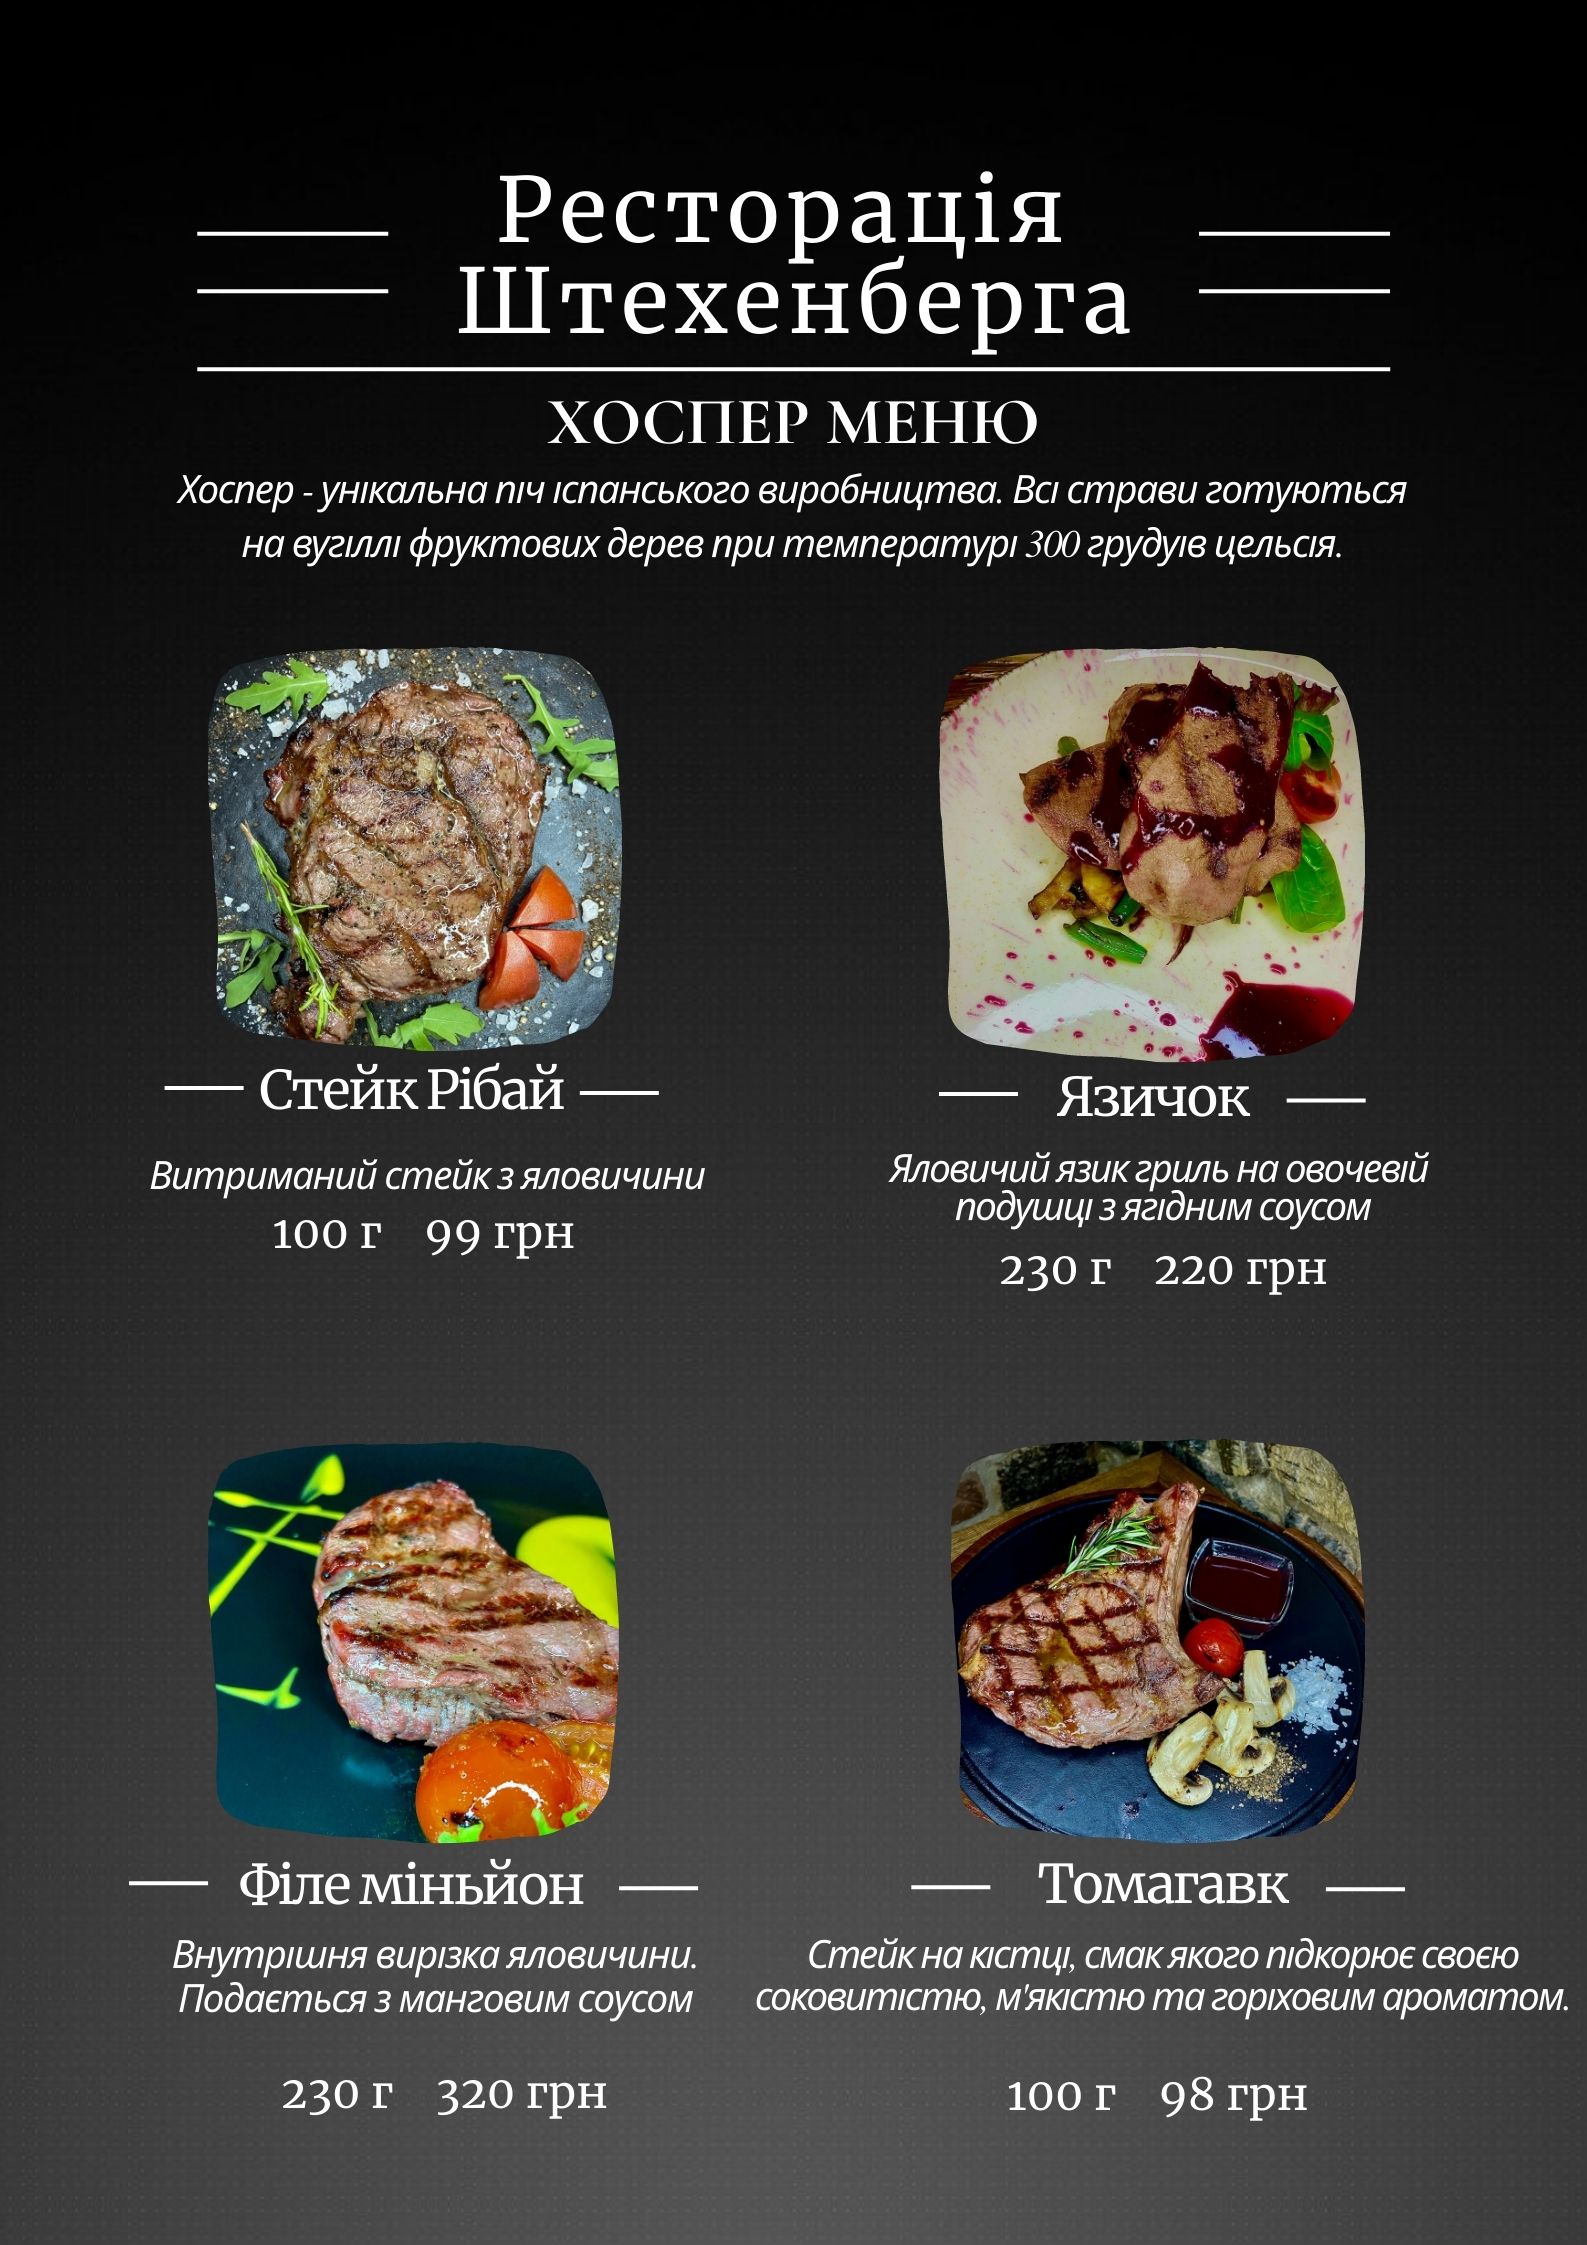 Ресторація
Штехенберга
ХОСПЕР МЕНЮ
Хоспер - унікальна піч іспанського виробництва. Всі страви готуються
на вугіллі фруктових дерев при температурі 300 грудуів цельсія.
Стейк Рібай
Витриманий стейк з яловичини
100 г 99 грн
Язичок
Яловичий язик гриль на овочевій
подушці з ягідним соусом
230 г 220 грн
Філе міньйон
Внутрішня вирізка яловичини.
Подається з манговим соусом
230 г 320 грн
Томагавк
Стейк на кістці, смак якого підкорює своєю
соковитістю, м'якістю та горіховим ароматом.
100 г 98 грн